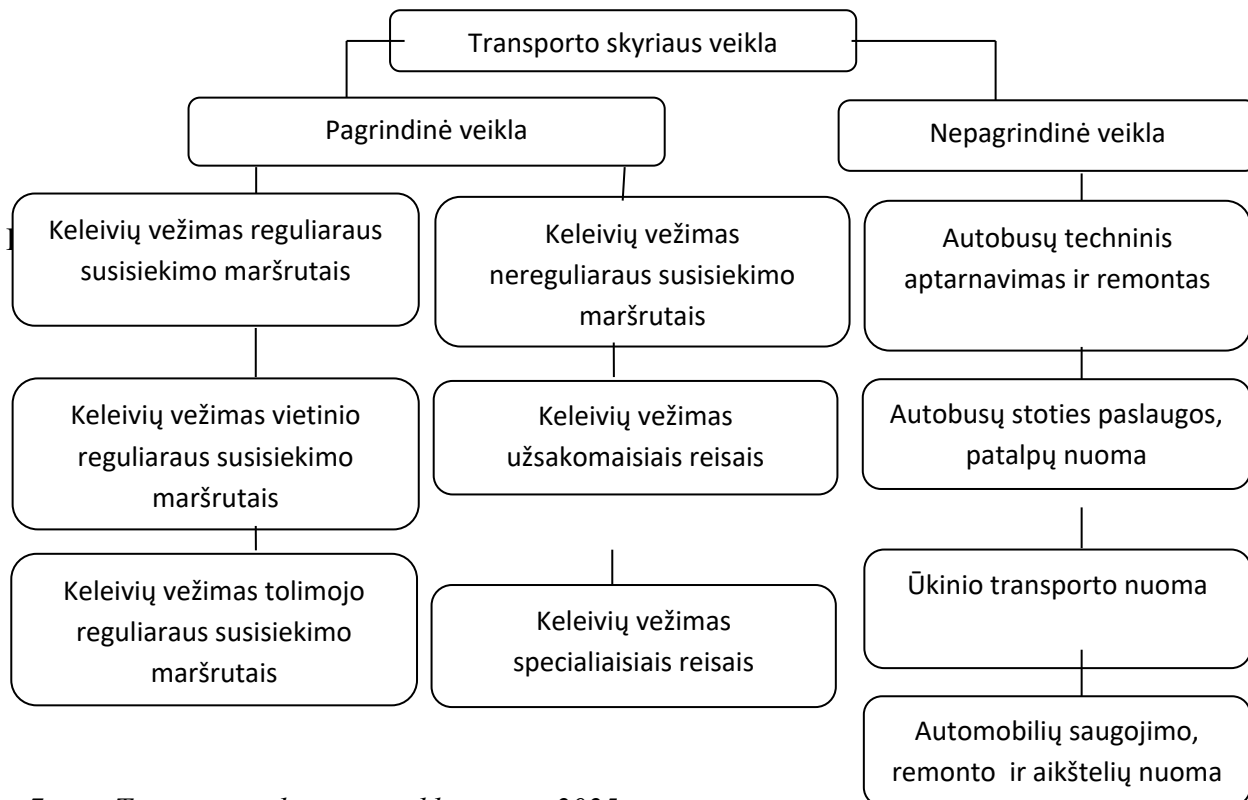 Transporto skyriaus veikla
Pagrindinė veikla
Nepagrindinė veikla
Keleivių vežimas reguliaraus
susisiekimo maršrutais
Keleivių vežimas
nereguliaraus susisiekimo
maršrutais
Autobusų techninis
aptarnavimas ir remontas
Keleivių vežimas vietinio
reguliaraus susisiekimo
maršrutais
Keleivių vežimas
užsakomaisiais reisais
Autobusų stoties paslaugos,
patalpų nuoma
Keleivių vežimas tolimojo
reguliaraus susisiekimo
maršrutais
Keleivių vežimas
specialiaisiais reisais
Ūkinio transporto nuoma
Automobilių saugojimo,
remonto ir aikštelių nuoma